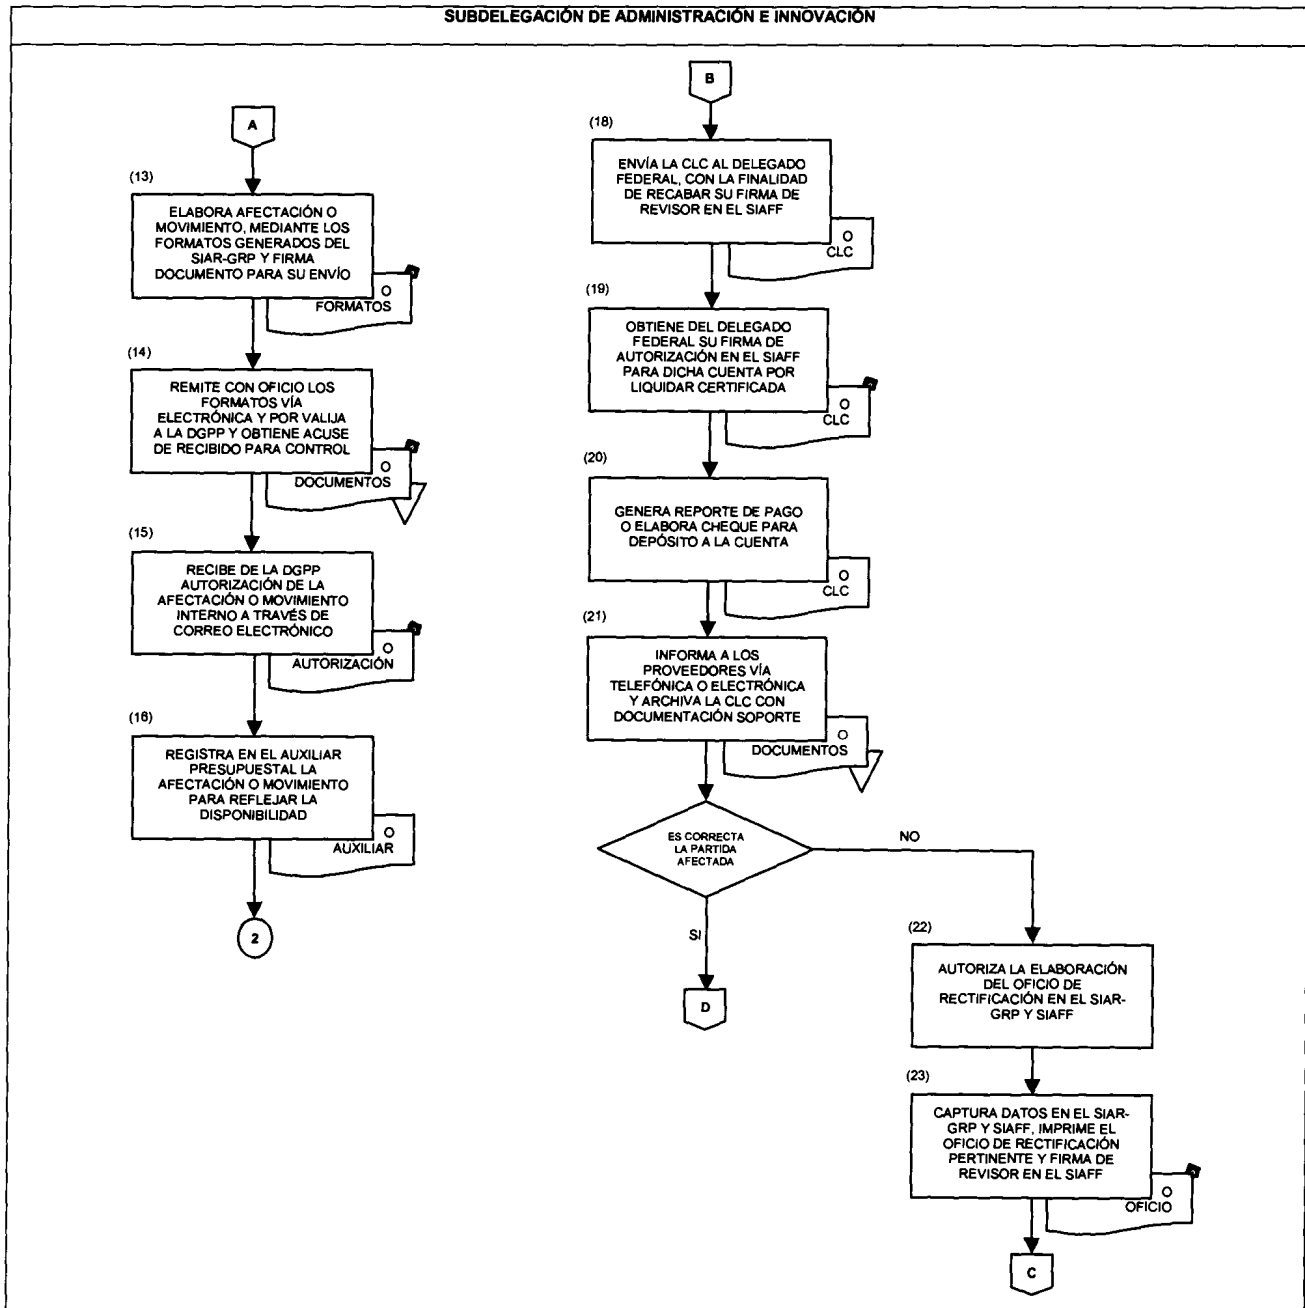 SUBDELEGACIÓN DE ADMINISTRACIÓN E INNOVACIÓN
A
(13)
ELABORA AFECTACIÓN O
MOVIMIENTO, MEDIANTE LOS
FORMATOS GENERADOS DEL
SIAR-GRP Y FIRMA
DOCUMENTO PARA SU ENVÍO
O
FORMATOS
(14)
REMITE CON OFICIO LOS
FORMATOS VÍA
ELECTRÓNICA Y POR VALIJA
A LA DGPP Y OBTIENE ACUSE
DE RECIBIDO PARA CONTROL
O
DOCUMENTOS
(15)
RECIBE DE LA DGPP
AUTORIZACIÓN DE LA
AFECTACIÓN O MOVIMIENTO
INTERNO A TRAVÉS DE
CORREO ELECTRÓNICO
O
AUTORIZACIÓN
(16)
REGISTRA EN EL AUXILIAR
PRESUPUESTAL LA
AFECTACIÓN O MOVIMIENTO
PARA REFLEJAR LA
DISPONIBILIDAD
O
AUXILIAR
2
B
(18)
ENVÍA LA CLC AL DELEGADO
FEDERAL, CON LA FINALIDAD
DE RECABAR SU FIRMA DE
REVISOR EN EL SIAFF
O
CLC
(19)
OBTIENE DEL DELEGADO
FEDERAL SU FIRMA DE
AUTORIZACIÓN EN EL SIAFF
PARA DICHA CUENTA POR
LIQUIDAR CERTIFICADA
O
CLC
(20)
GENERA REPORTE DE PAGO
O ELABORA CHEQUE PARA
DEPÓSITO A LA CUENTA
O
CLC
(21)
INFORMA A LOS
PROVEEDORES VÍA
TELEFÓNICA O ELECTRÓNICA
Y ARCHIVA LA CLC CON
DOCUMENTACIÓN SOPORTE
O
DOCUMENTOS
ES CORRECTA
LA PARTIDA
AFECTADA
NO
SI
D
(22)
AUTORIZA LA ELABORACIÓN
DEL OFICIO DE
RECTIFICACIÓN EN EL SIAR-
GRP Y SIAFF
(23)
CAPTURA DATOS EN EL SIAR-
GRP Y SIAFF, IMPRIME EL
OFICIO DE RECTIFICACIÓN
PERTINENTE Y FIRMA DE
REVISOR EN EL SIAFF
O
OFICIO
C